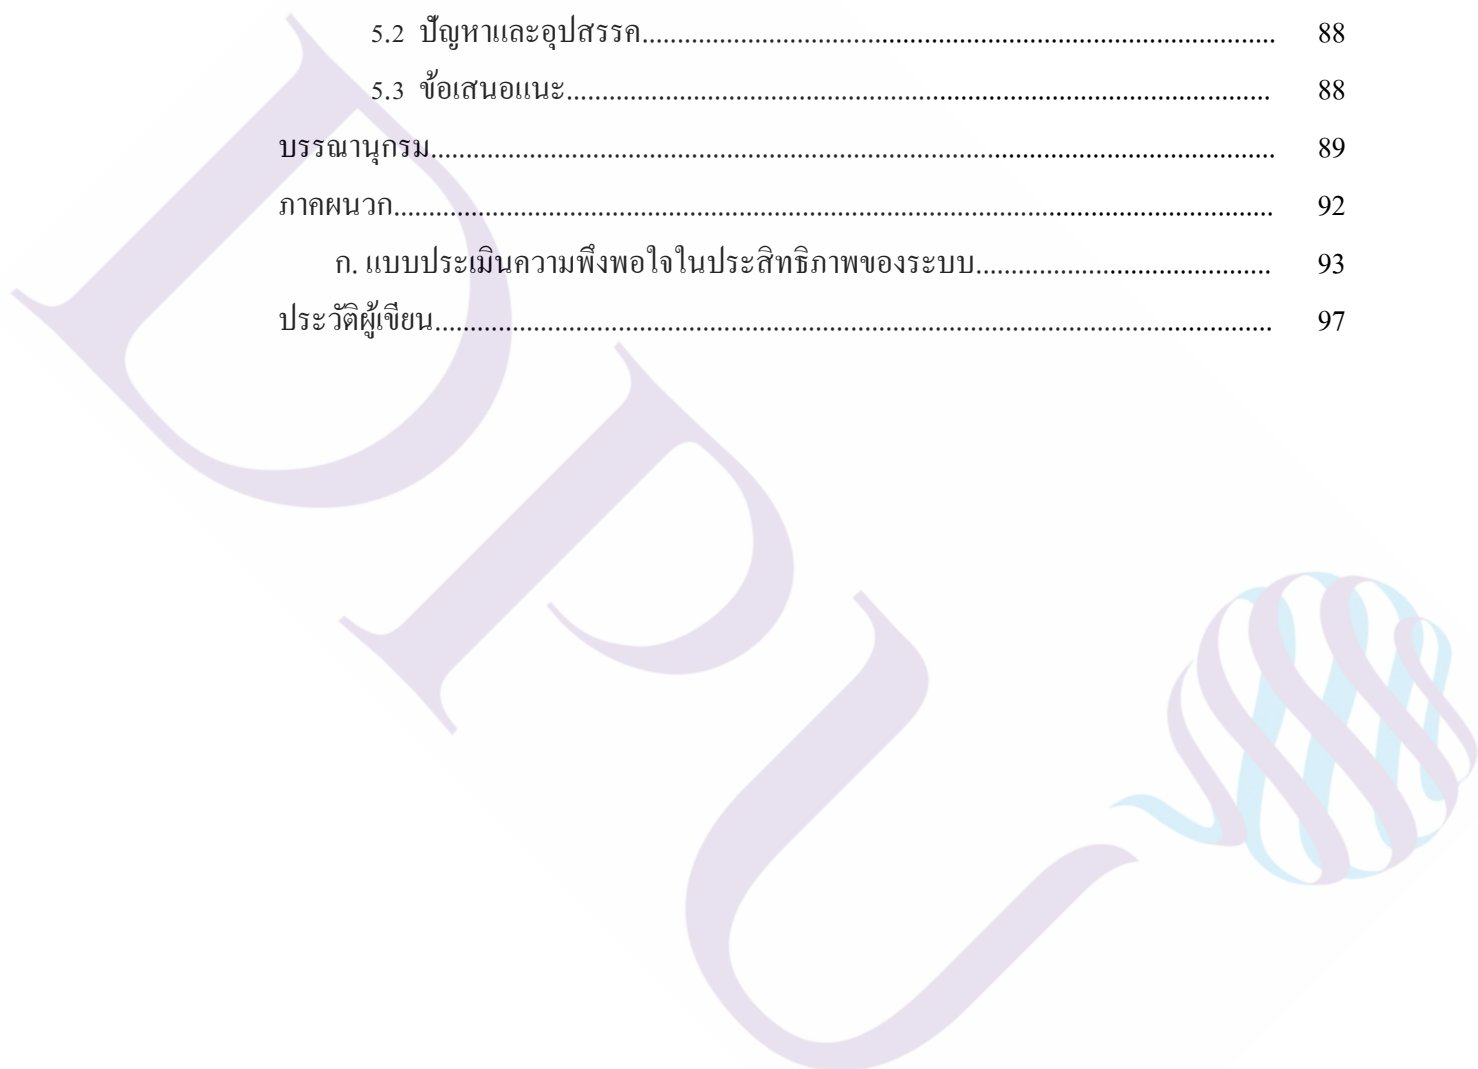 5.2 ปัญหาและอุปสรรค......................................................................................... 88
5.3 ข้อเสนอแนะ................................................................................................... 88
บรรณานุกรม....................................................................................................................... 89
ภาคผนวก............................................................................................................................ 92
ก. แบบประเมินความพึงพอใจในประสิทธิภาพของระบบ.......................................... 93
ประวัติผู้เขียน...................................................................................................................... 97
DPU